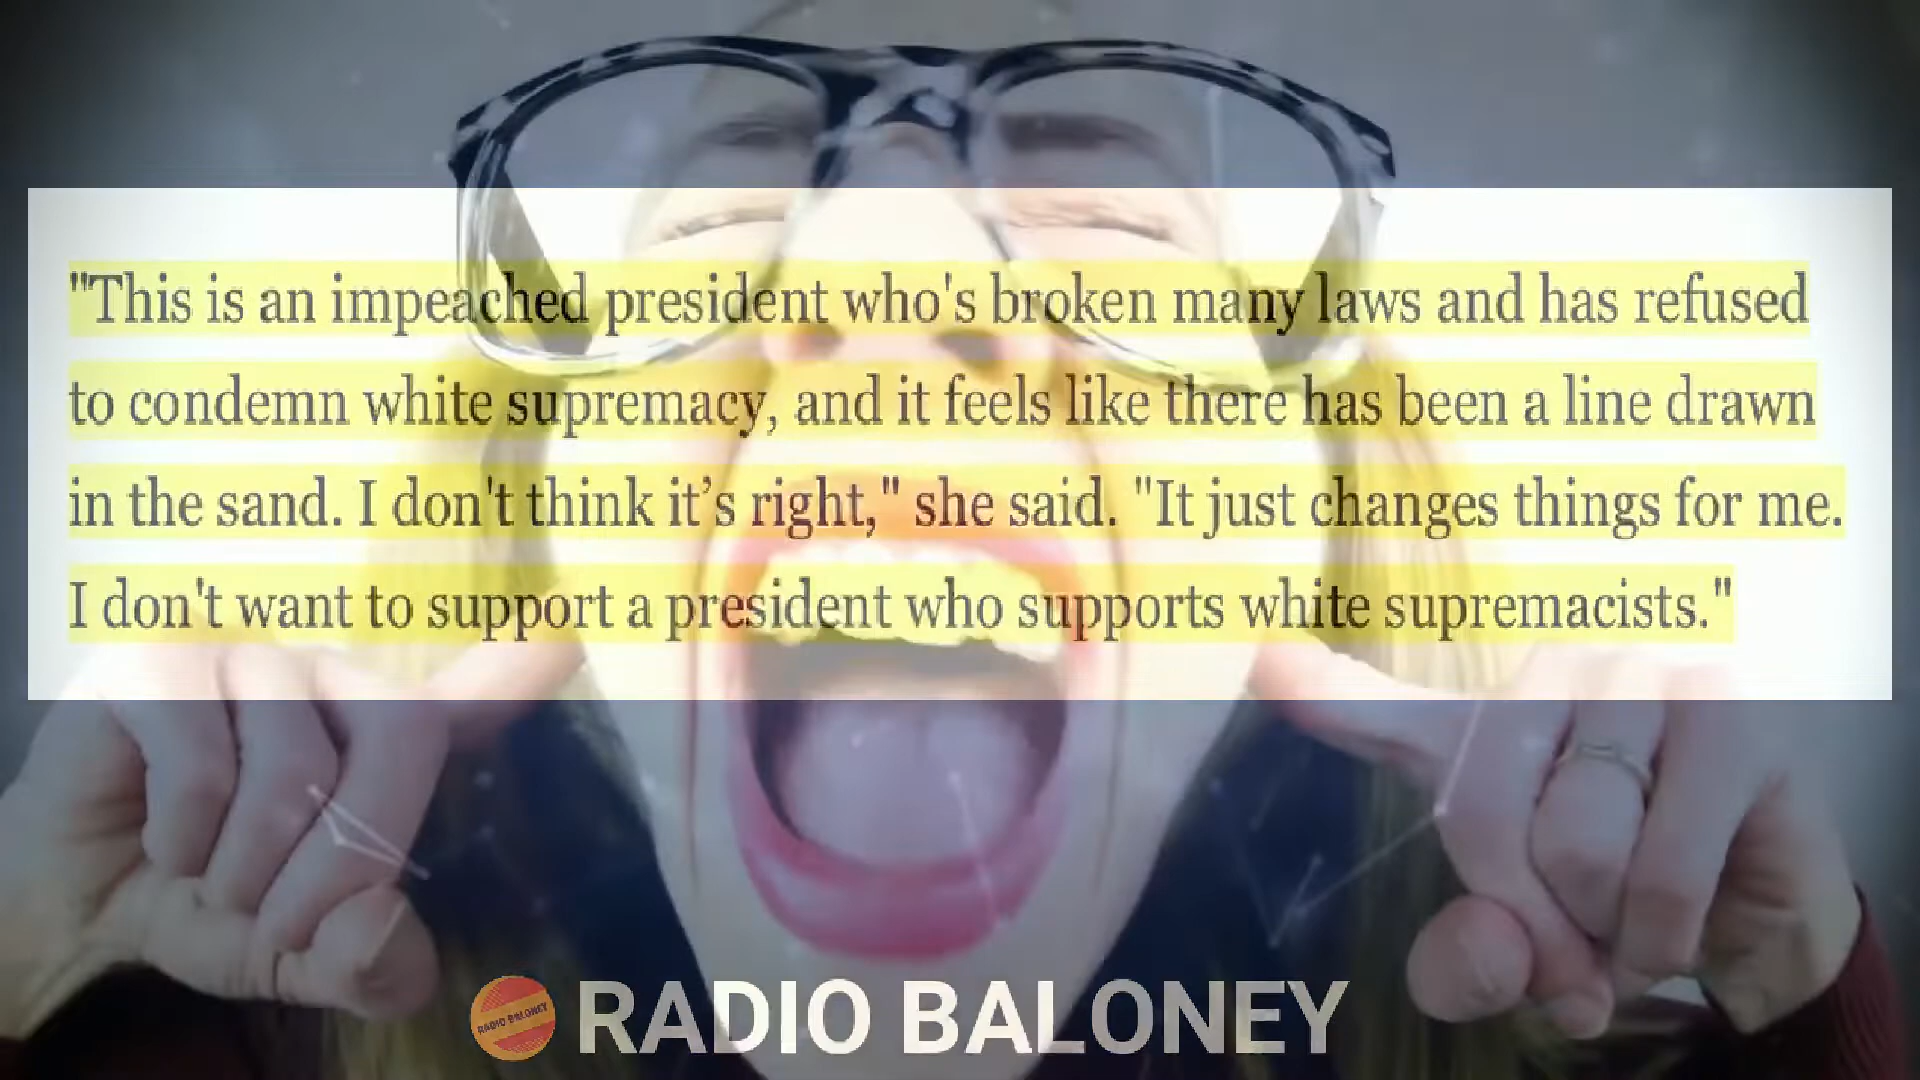 "This is an impeached president who's broken many laws and has refused
to condemn white supremacy, and it feels like there has been a line drawn
in the sand. I don't think it’s right," she said. "It just changes things for me.
I don't want to support a president who supports white supremacists."
RADIO BALONEY
RADIO BALONEY